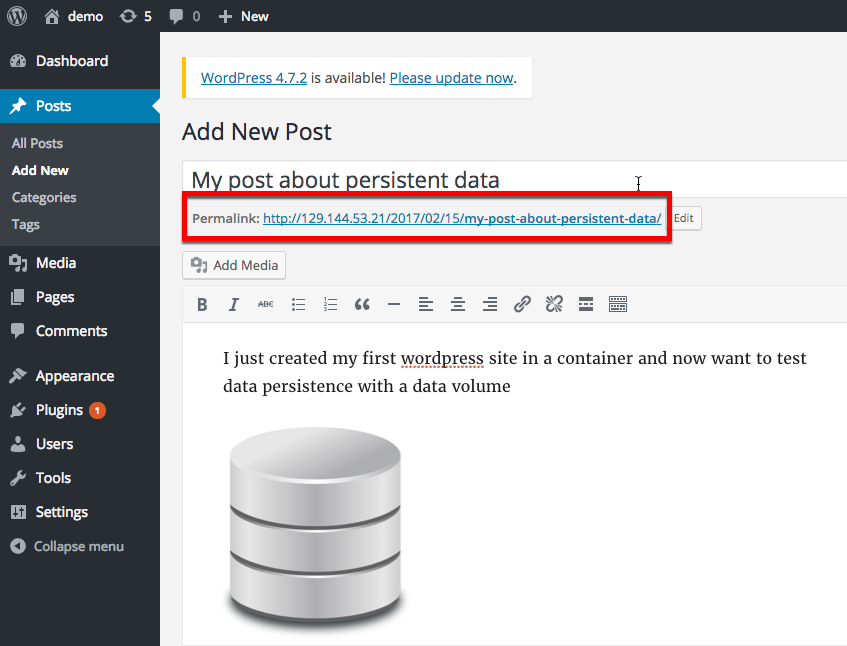 demo 5 0 + New
Dashboard
Posts
All Posts
Add New
Categories
Tags
Media
Pages
Comments
Appearance
Plugins 1
Users
Tools
Settings
Collapse menu
WordPress 4.7.2 is available! Please update now.
Add New Post
My post about persistent data
Permalink: http://129.144.53.21/2017/02/15/my-post-about-persistent-data/ Edit
Add Media
B I ABC
I just created my first wordpress site in a container and now want to test
data persistence with a data volume